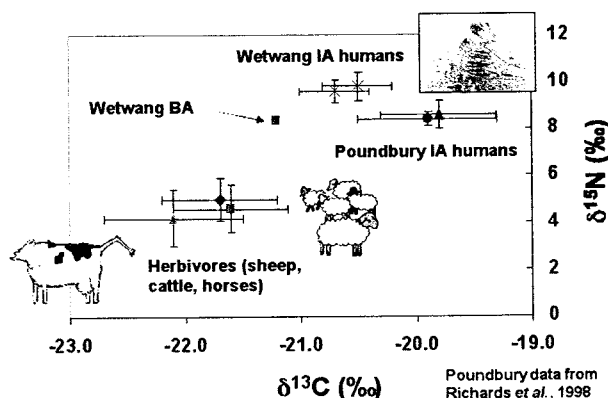 Wetwang IA humans
Wetwang BA
Poundbury IA humans
Herbivores (sheep,
cattle, horses)
12
10
8
6
4
2
0
δ15N (‰)
-23.0
-22.0
-21.0
-20.0
-19.0
δ13C (‰)
Poundbury data from
Richards et al., 1998